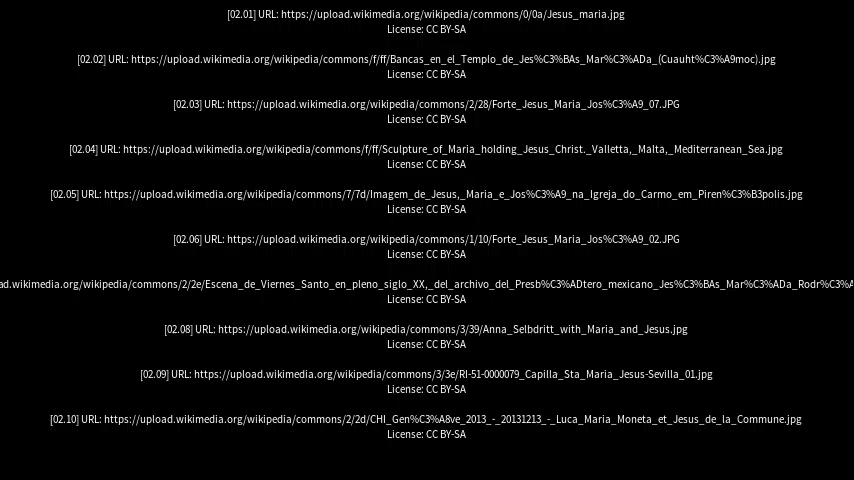 [02.01] URL: https://upload.wikimedia.org/wikipedia/commons/0/0a/Jesus_maria.jpg
License: CC BY-SA
[02.02] URL: https://upload.wikimedia.org/wikipedia/commons/f/ff/Bancas_en_el_Templo_de_Jes%C3%BAs_Mar%C3%ADa_(Cuauht%C3%A9moc).jpg
License: CC BY-SA
[02.03] URL: https://upload.wikimedia.org/wikipedia/commons/2/28/Forte_Jesus_Maria_Jos%C3%A9_07.JPG
License: CC BY-SA
[02.04] URL: https://upload.wikimedia.org/wikipedia/commons/f/ff/Sculpture_of_Maria_holding_Jesus_Christ._Valletta,_Malta,_Mediterranean_Sea.jpg
License: CC BY-SA
[02.05] URL: https://upload.wikimedia.org/wikipedia/commons/7/7d/Imagem_de_Jesus,_Maria_e_Jos%C3%A9_na_Igreja_do_Carmo_em_Piren%C3%B3polis.jpg
License: CC BY-SA
[02.06] URL: https://upload.wikimedia.org/wikipedia/commons/1/10/Forte_Jesus_Maria_Jos%C3%A9_02.JPG
License: CC BY-SA
ad.wikimedia.org/wikipedia/commons/2/2e/Escena_de_Viernes_Santo_en_pleno_siglo_XX,_del_archivo_del_Presb%C3%ADtero_mexicano_Jes%C3%BAs_Mar%C3%ADa_Rodr%C3%A
License: CC BY-SA
[02.08] URL: https://upload.wikimedia.org/wikipedia/commons/3/39/Anna_Selbdritt_with_Maria_and_Jesus.jpg
License: CC BY-SA
[02.09] URL: https://upload.wikimedia.org/wikipedia/commons/3/3e/RI-51-0000079_Capilla_Sta_Maria_Jesus-Sevilla_01.jpg
License: CC BY-SA
[02.10] URL: https://upload.wikimedia.org/wikipedia/commons/2/2d/CHI_Gen%C3%A8ve_2013_-_20131213_-_Luca_Maria_Moneta_et_Jesus_de_la_Commune.jpg
License: CC BY-SA